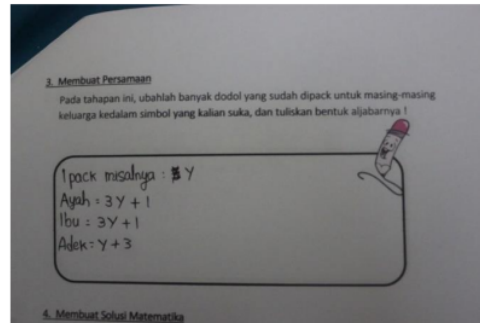 3. Membuat Persamaan
Pada tahapan ini, ubahlah banyak dodol yang sudah dipack untuk masing-masing
keluarga kedalam simbol yang kalian suka, dan tuliskan bentuk aljabarnya !
1 pack misalnya : Y
Ayah = 3Y + 1
Ibu = 3Y + 1
Adek = Y + 3
4. Membuat Solusi Matematika